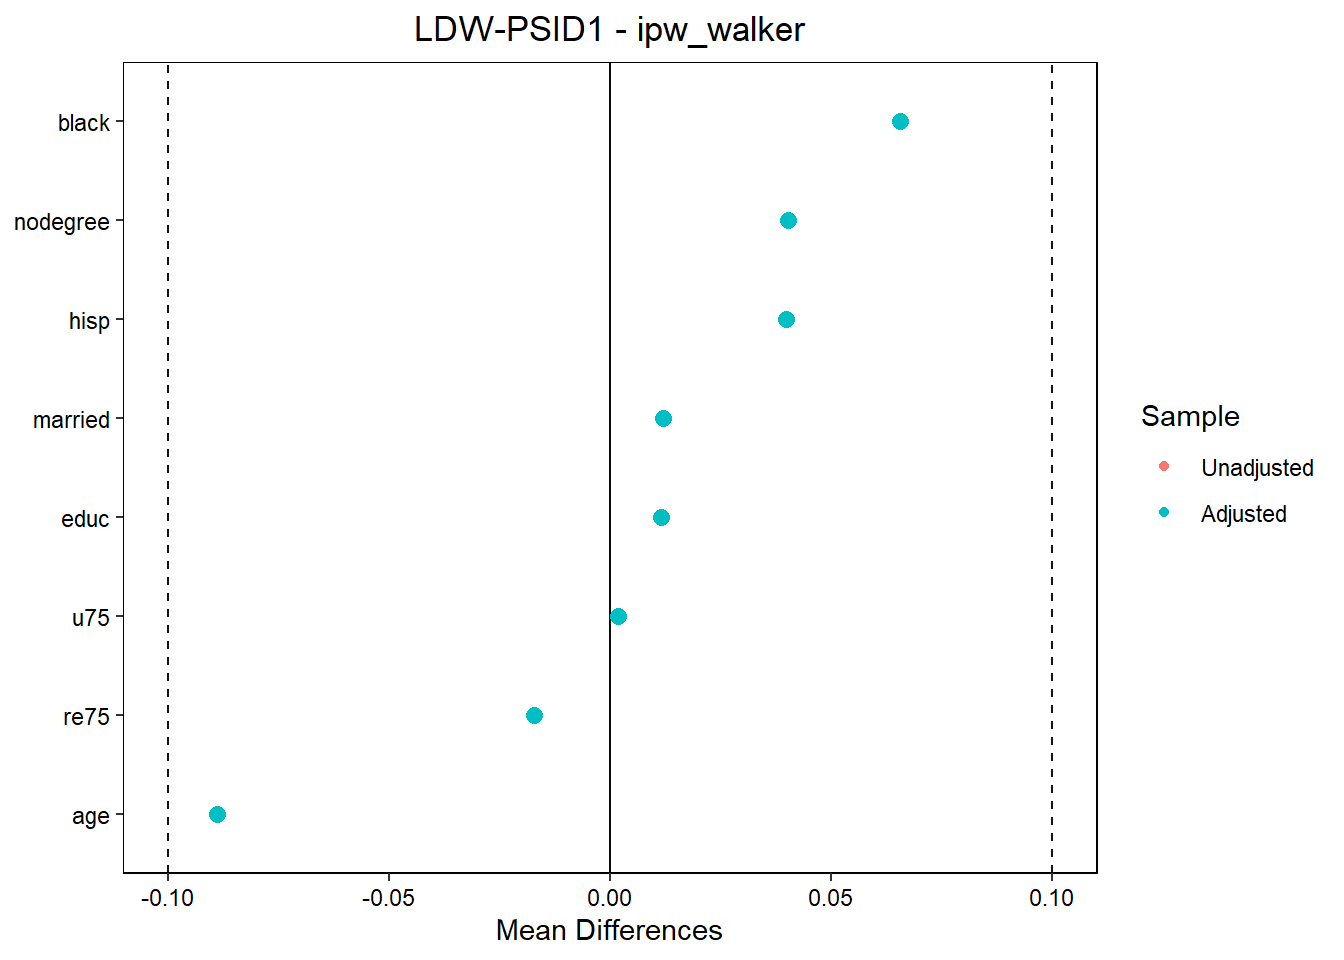 LDW-PSID1 - ipw_walker
black
nodegree
hisp
married
educ
u75
re75
age
-0.10
-0.05
0.00
0.05
0.10
Mean Differences
Sample
Unadjusted
Adjusted